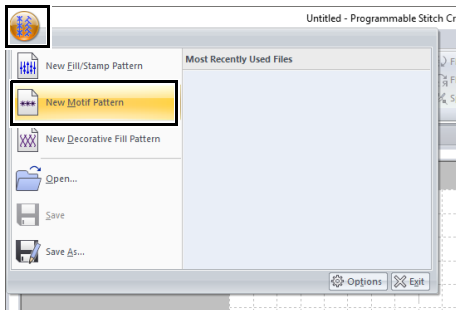 Untitled - Programmable Stitch Cr
New Fill/Stamp Pattern
Most Recently Used Files
New Motif Pattern
New Decorative Fill Pattern
Open...
Save
Save As...
Options
Exit